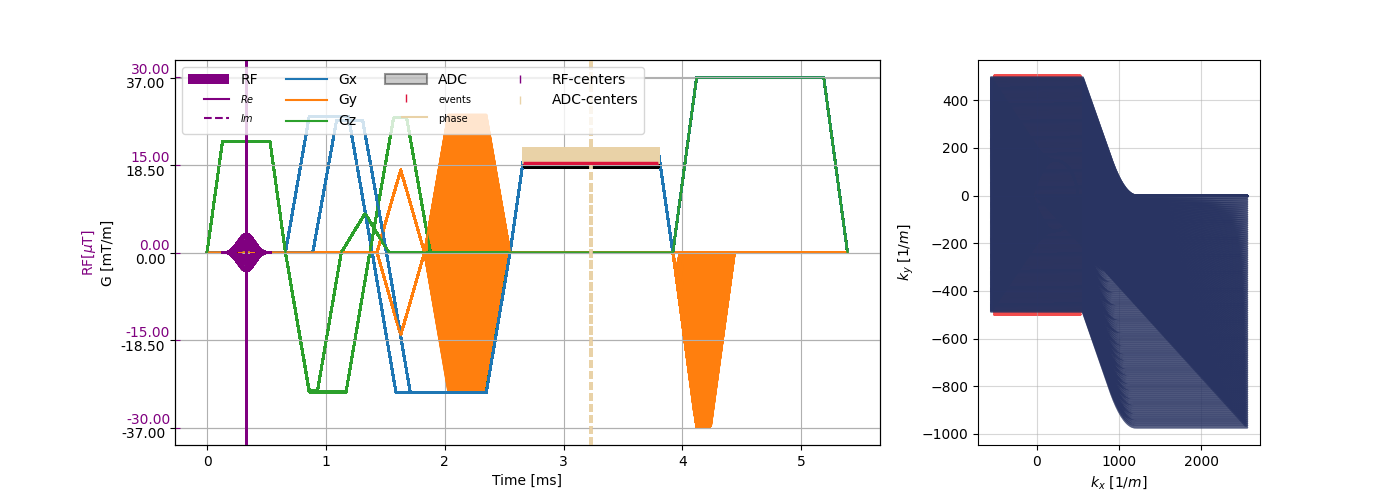 30.00
37.00
15.00
18.50
0.00
0.00
-15.00
-18.50
-30.00
-37.00
RF[μT]
G [mT/m]
RF
Re
Im
Gx
Gy
Gz
ADC
events
phase
RF-centers
ADC-centers
0 1 2 3 4 5
Time [ms]
400
200
0
-200
−400
−600
−800
−1000
k_y [1/m]
0 1000 2000
k_x [1/m]